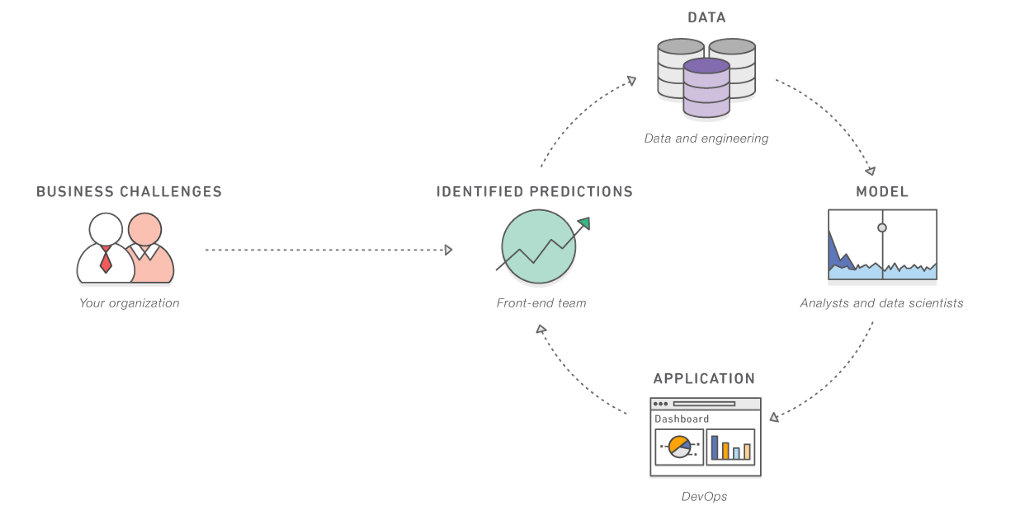 DATA
Data and engineering
BUSINESS CHALLENGES
Your organization
IDENTIFIED PREDICTIONS
Front-end team
MODEL
Analysts and data scientists
APPLICATION
Dashboard
DevOps